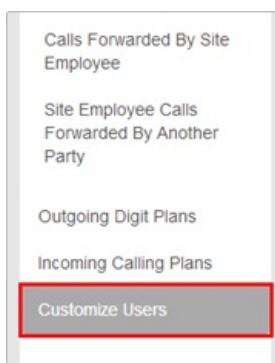 Calls Forwarded By Site
Employee
Site Employee Calls
Forwarded By Another
Party
Outgoing Digit Plans
Incoming Calling Plans
Customize Users